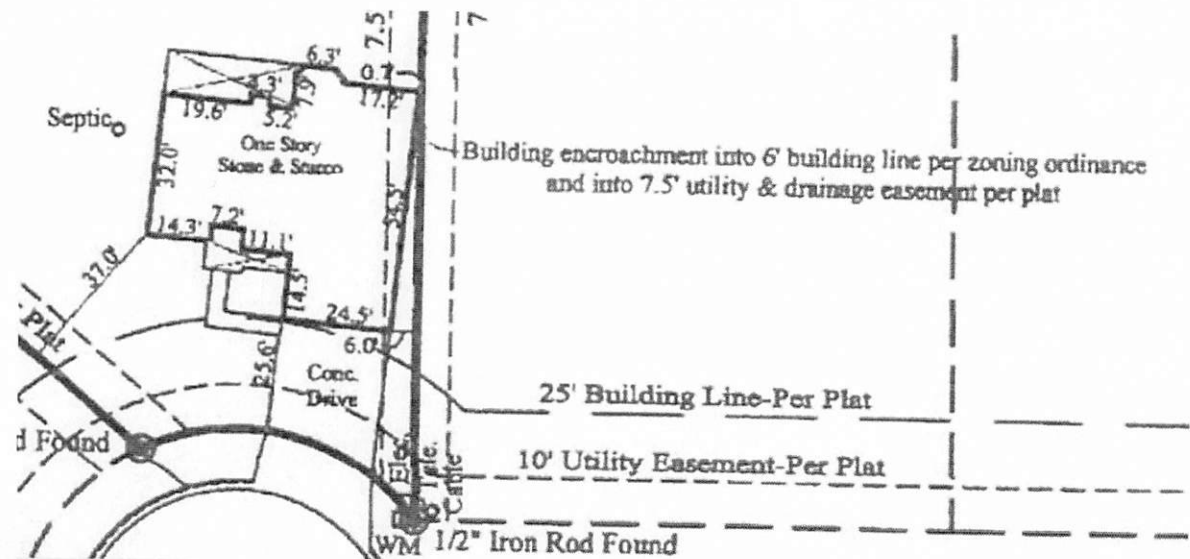 7.5'
7
6.3'
0.7'
17.2'
7.9'
19.6'
5.2'
Septic
One Story
Stone & Stucco
32.0'
Building encroachment into 6' building line per zoning ordinance
and into 7.5' utility & drainage easement per plat
54.5'
7.2'
14.3'
11.1'
37.0'
14.5'
24.5'
Plat
6.0'
25.6'
Conc.
Drive
25' Building Line-Per Plat
d Found
Tele.
Cable
10' Utility Easement-Per Plat
WM
1/2" Iron Rod Found